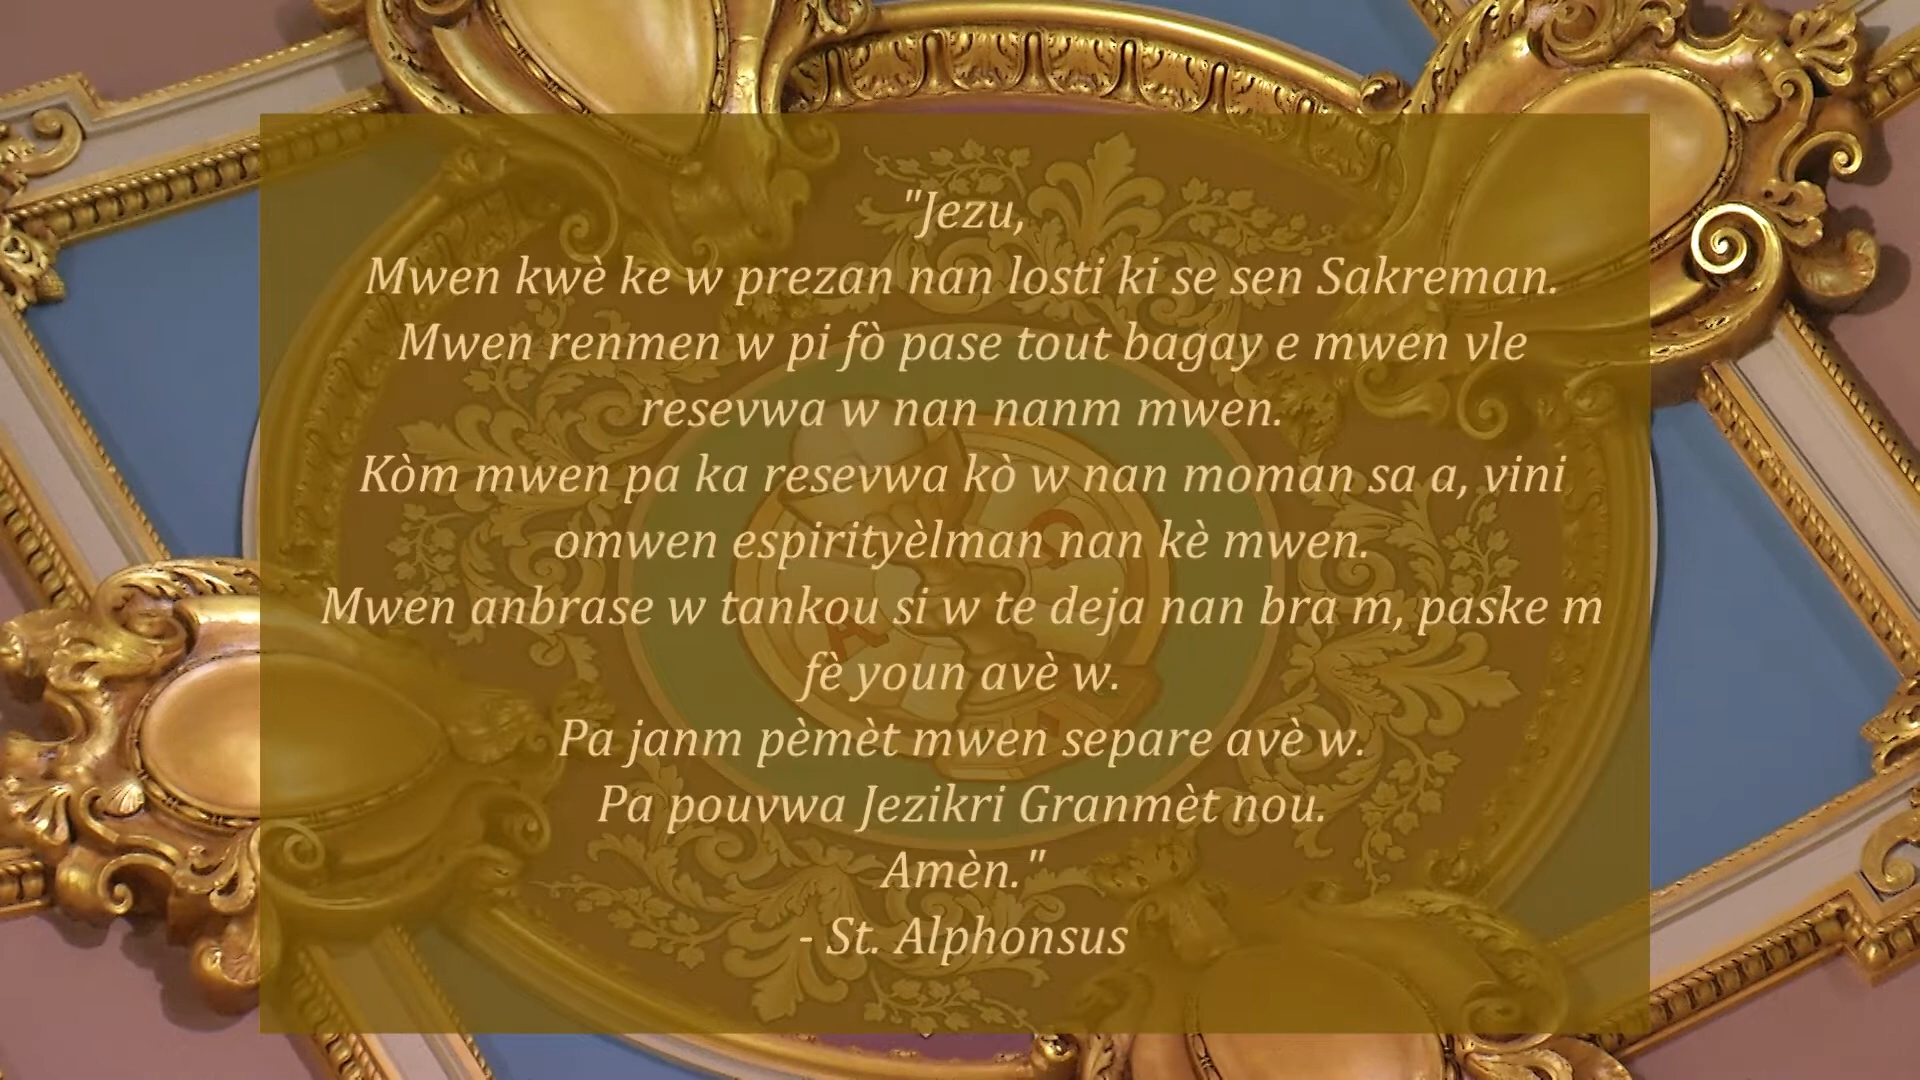 "Jezu,
Mwen kwè ke w prezan nan losti ki se sen Sakreman.
Mwen renmen w pi fò pase tout bagay e mwen vle
resevwa w nan nanm mwen.
Kòm mwen pa ka resevwa kò w nan moman sa a, vini
omwen espirityèlman nan kè mwen.
Mwen anbrase w tankou si w te deja nan bra m, paske m
fè youn avè w.
Pa janm pèmèt mwen separe avè w.
Pa pouvwa Jezikri Granmèt nou.
Amèn."
- St. Alphonsus